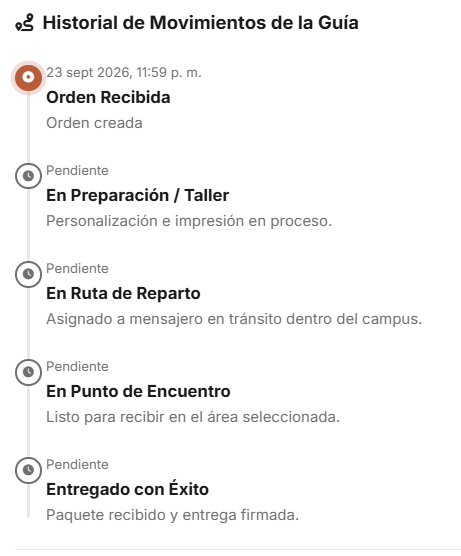 Historial de Movimientos de la Guía
23 sept 2026, 11:59 p. m.
Orden Recibida
Orden creada
Pendiente
En Preparación / Taller
Personalización e impresión en proceso.
Pendiente
En Ruta de Reparto
Asignado a mensajero en tránsito dentro del campus.
Pendiente
En Punto de Encuentro
Listo para recibir en el área seleccionada.
Pendiente
Entregado con Éxito
Paquete recibido y entrega firmada.